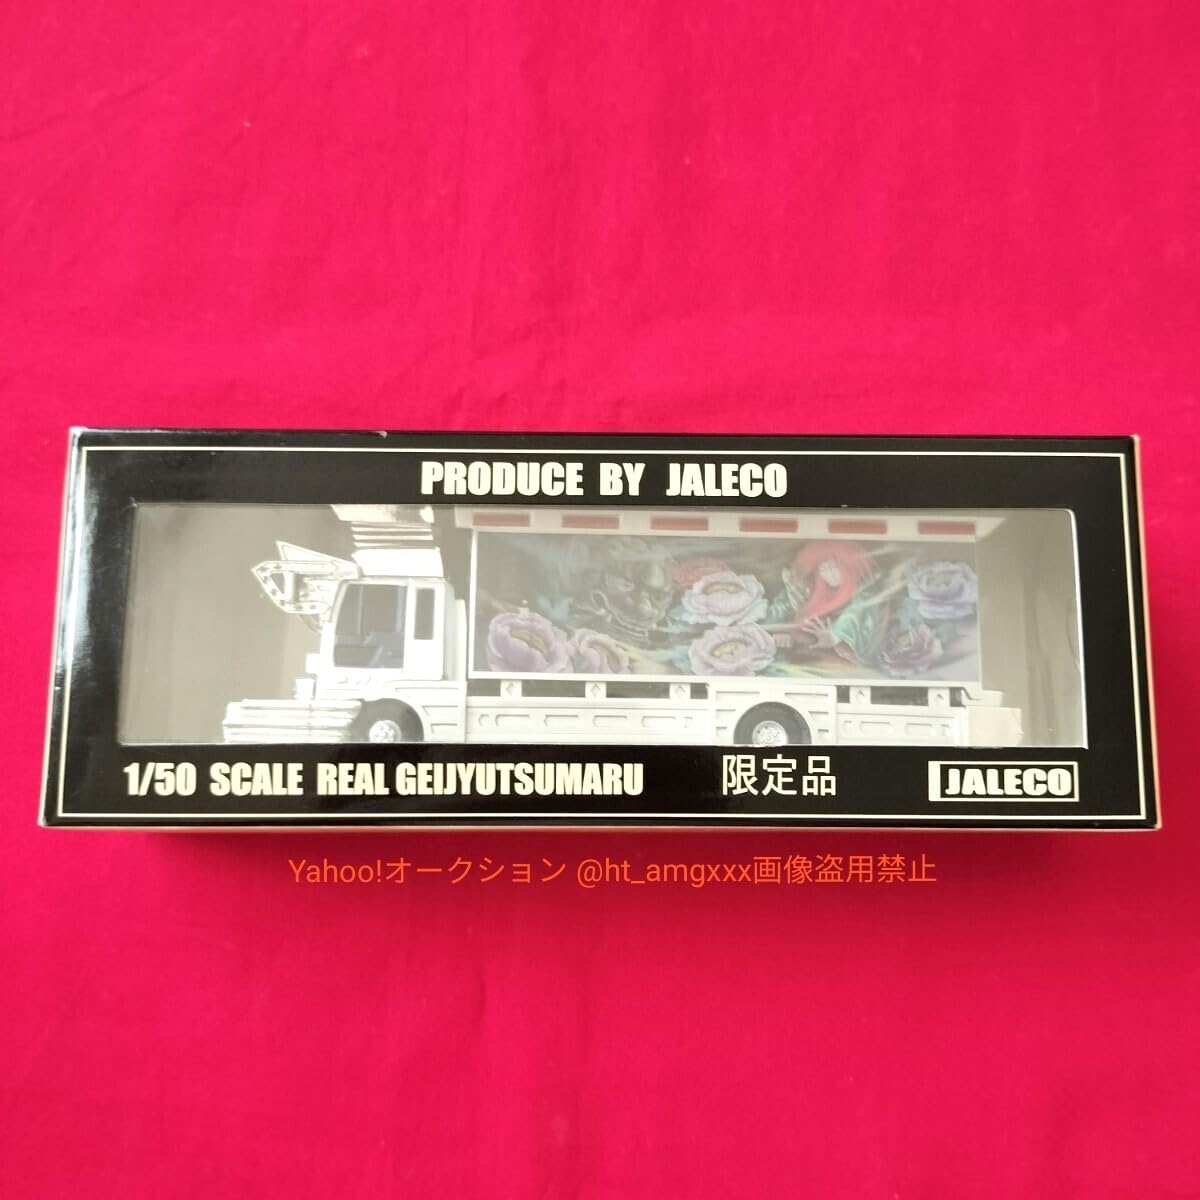 PRODUCE BY JALECO
1/50 SCALE REAL GEIJYUTSUMARU 限定品 JALECO
Yahoo!オークション @ht_amgxxx画像盗用禁止